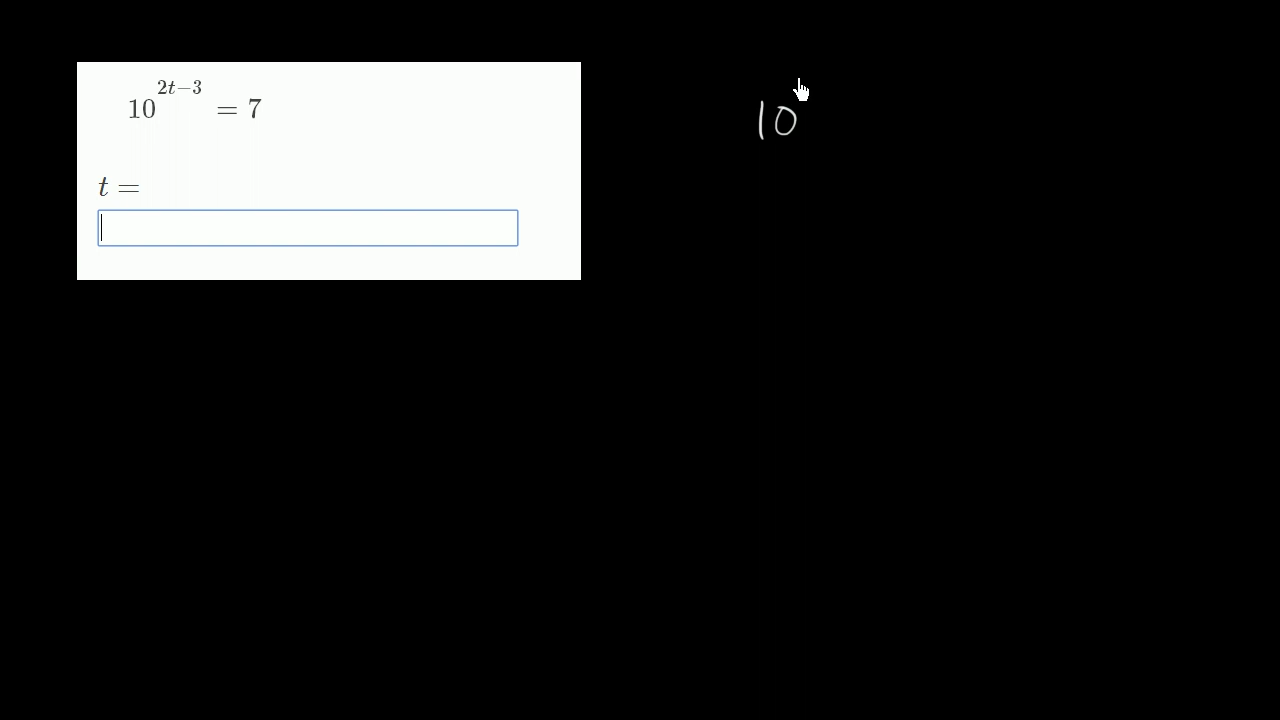 10^{2t−3} = 7
10
t =